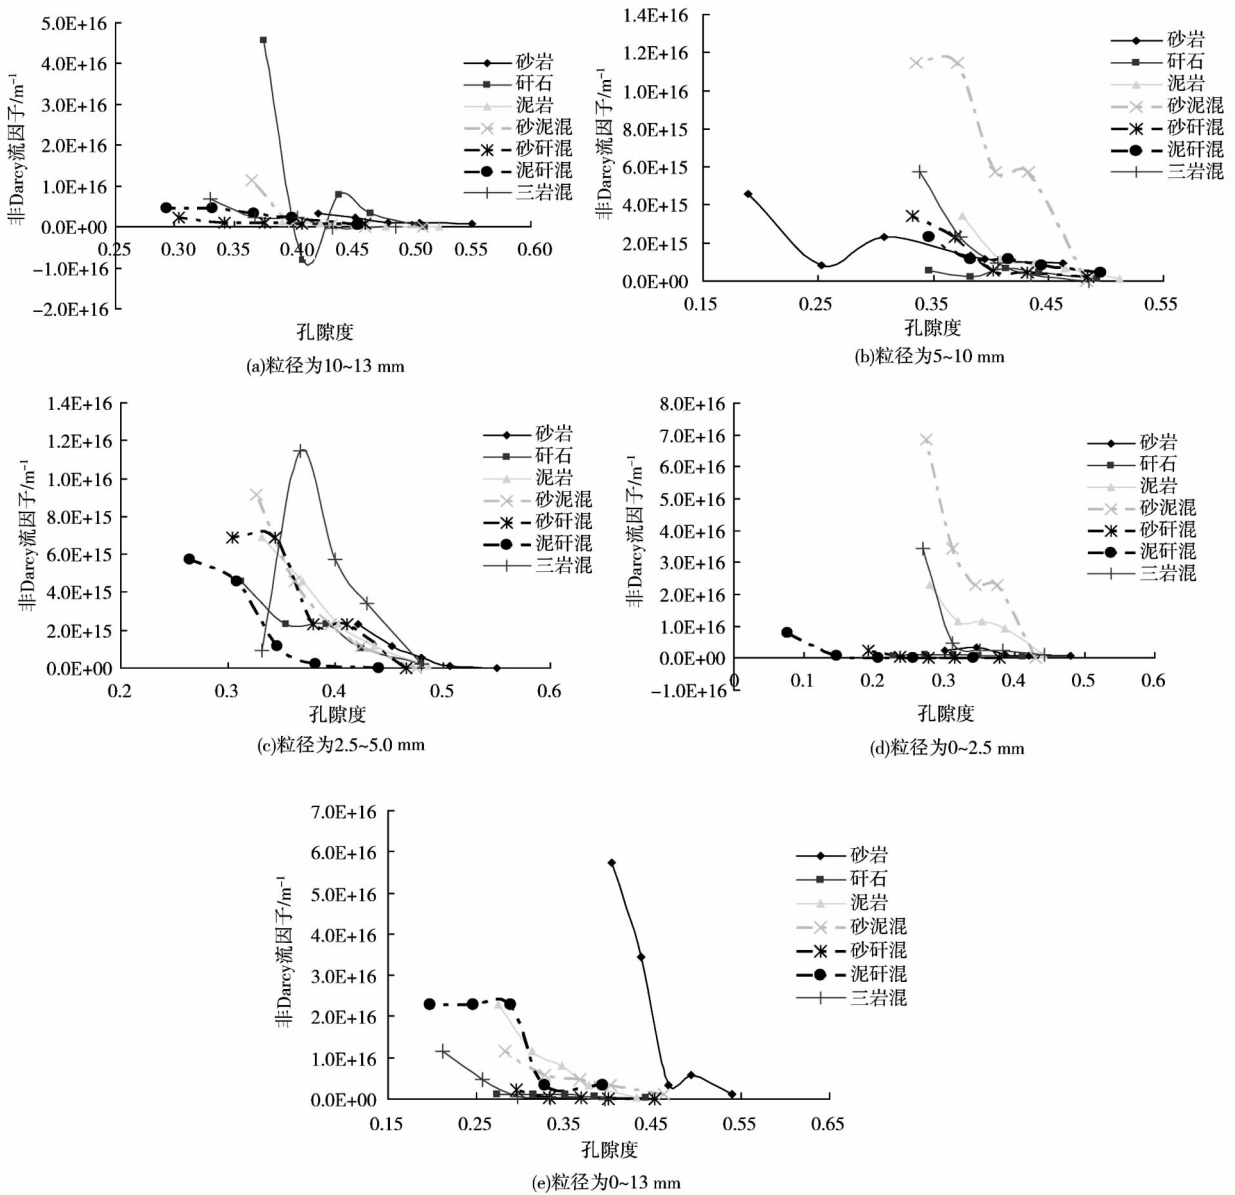 非Darcy流因子/m⁻¹
5.0E+16
4.0E+16
3.0E+16
2.0E+16
1.0E+16
0.0E+00
−1.0E+16
−2.0E+16
0.25 0.30 0.35 0.40 0.45 0.50 0.55 0.60
砂岩
矸石
泥岩
砂泥混
砂矸混
泥矸混
三岩混
孔隙度
(a)粒径为10~13 mm
非Darcy流因子/m⁻¹
1.4E+16
1.2E+16
1.0E+16
8.0E+15
6.0E+15
4.0E+15
2.0E+15
0.0E+00
0.15 0.25 0.35 0.45 0.55
砂岩
矸石
泥岩
砂泥混
砂矸混
泥矸混
三岩混
孔隙度
(b)粒径为5~10 mm
非Darcy流因子/m⁻¹
1.4E+16
1.2E+16
1.0E+16
8.0E+15
6.0E+15
4.0E+15
2.0E+15
0.0E+00
0.2 0.3 0.4 0.5 0.6
砂岩
矸石
泥岩
砂泥混
砂矸混
泥矸混
三岩混
孔隙度
(c)粒径为2.5~5.0 mm
非Darcy流因子/m⁻¹
8.0E+16
7.0E+16
6.0E+16
5.0E+16
4.0E+16
3.0E+16
2.0E+16
1.0E+16
0.0E+00
−1.0E+16
0 0.1 0.2 0.3 0.4 0.5 0.6
砂岩
矸石
泥岩
砂泥混
砂矸混
泥矸混
三岩混
孔隙度
(d)粒径为0~2.5 mm
非Darcy流因子/m⁻¹
7.0E+16
6.0E+16
5.0E+16
4.0E+16
3.0E+16
2.0E+16
1.0E+16
0.0E+00
0.15 0.25 0.35 0.45 0.55 0.65
砂岩
矸石
泥岩
砂泥混
砂矸混
泥矸混
三岩混
孔隙度
(e)粒径为0~13 mm